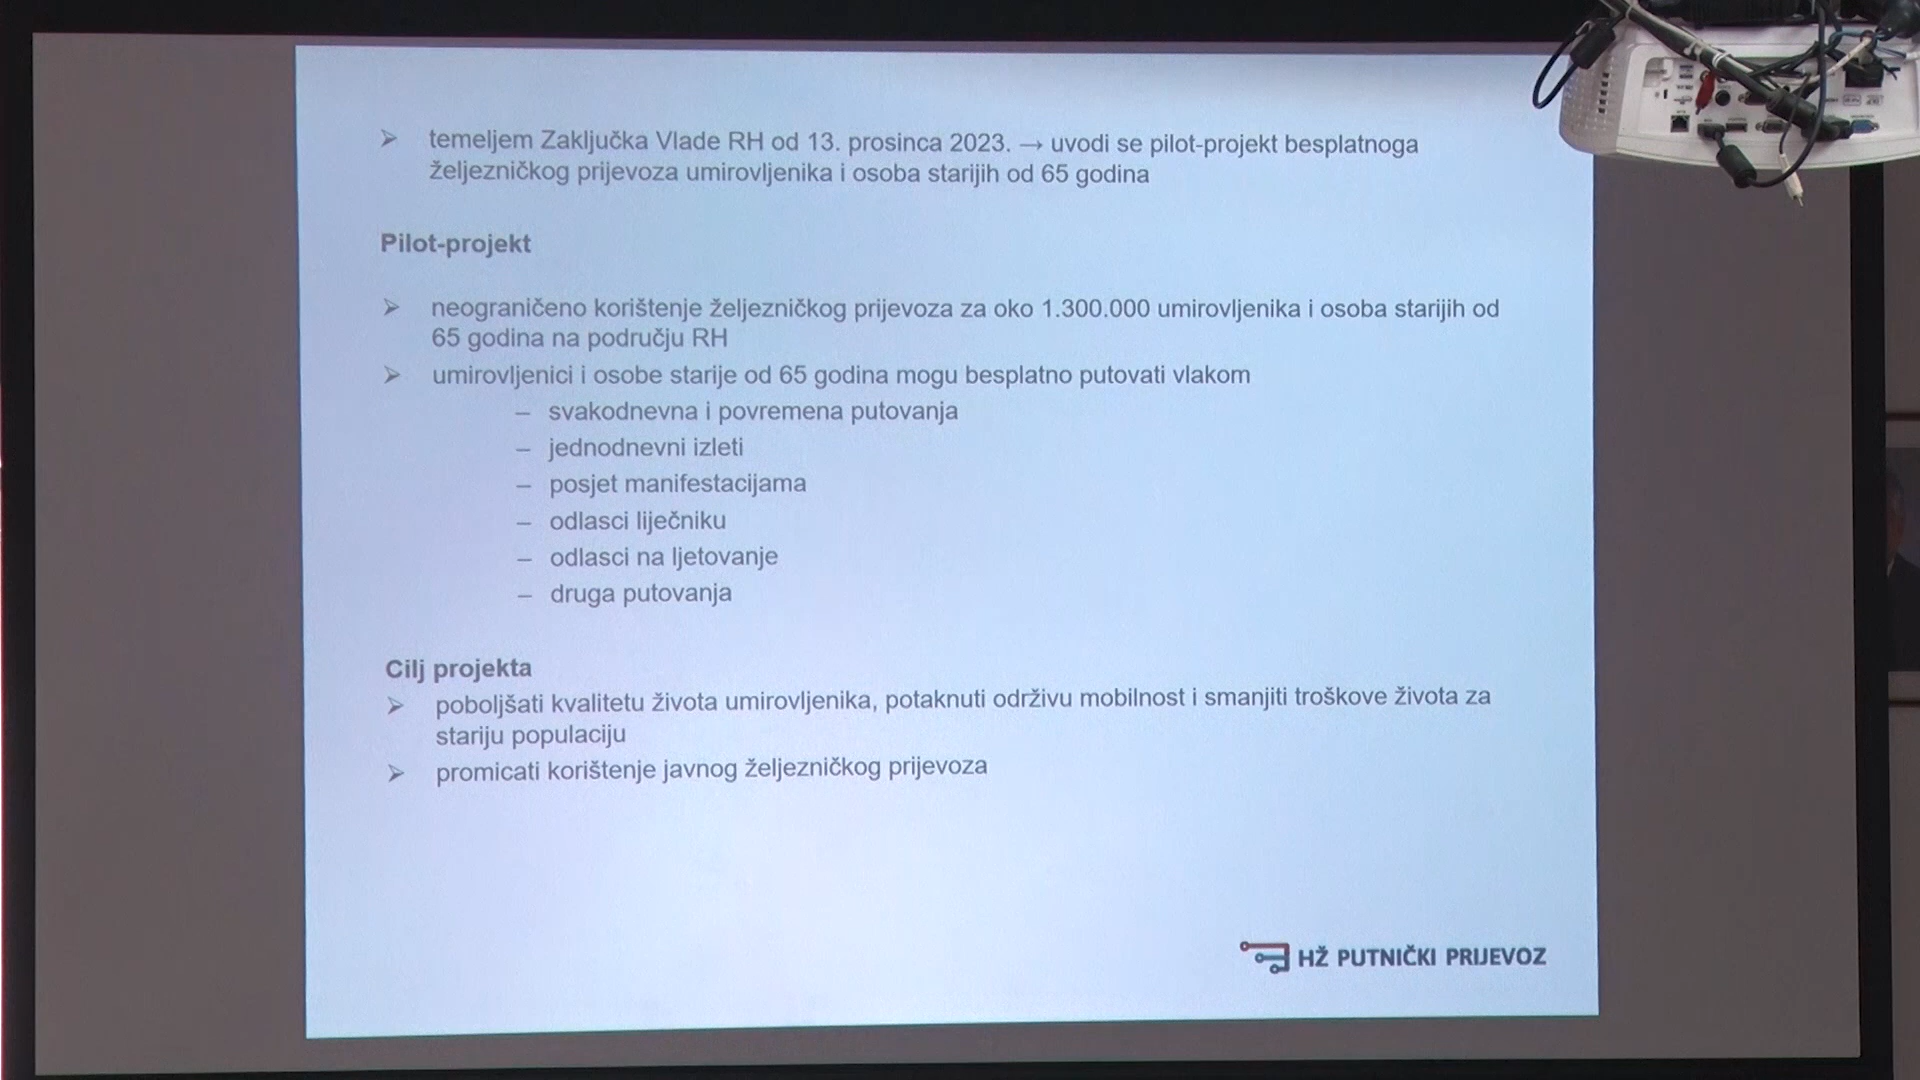 ➢ temeljem Zaključka Vlade RH od 13. prosinca 2023. → uvodi se pilot-projekt besplatnoga
željezničkog prijevoza umirovljenika i osoba starijih od 65 godina
Pilot-projekt
➢ neograničeno korištenje željezničkog prijevoza za oko 1.300.000 umirovljenika i osoba starijih od
65 godina na području RH
➢ umirovljenici i osobe starije od 65 godina mogu besplatno putovati vlakom
– svakodnevna i povremena putovanja
– jednodnevni izleti
– posjet manifestacijama
– odlasci liječniku
– odlasci na ljetovanje
– druga putovanja
Cilj projekta
➢ poboljšati kvalitetu života umirovljenika, potaknuti održivu mobilnost i smanjiti troškove života za
stariju populaciju
➢ promicati korištenje javnog željezničkog prijevoza
HŽ PUTNIČKI PRIJEVOZ